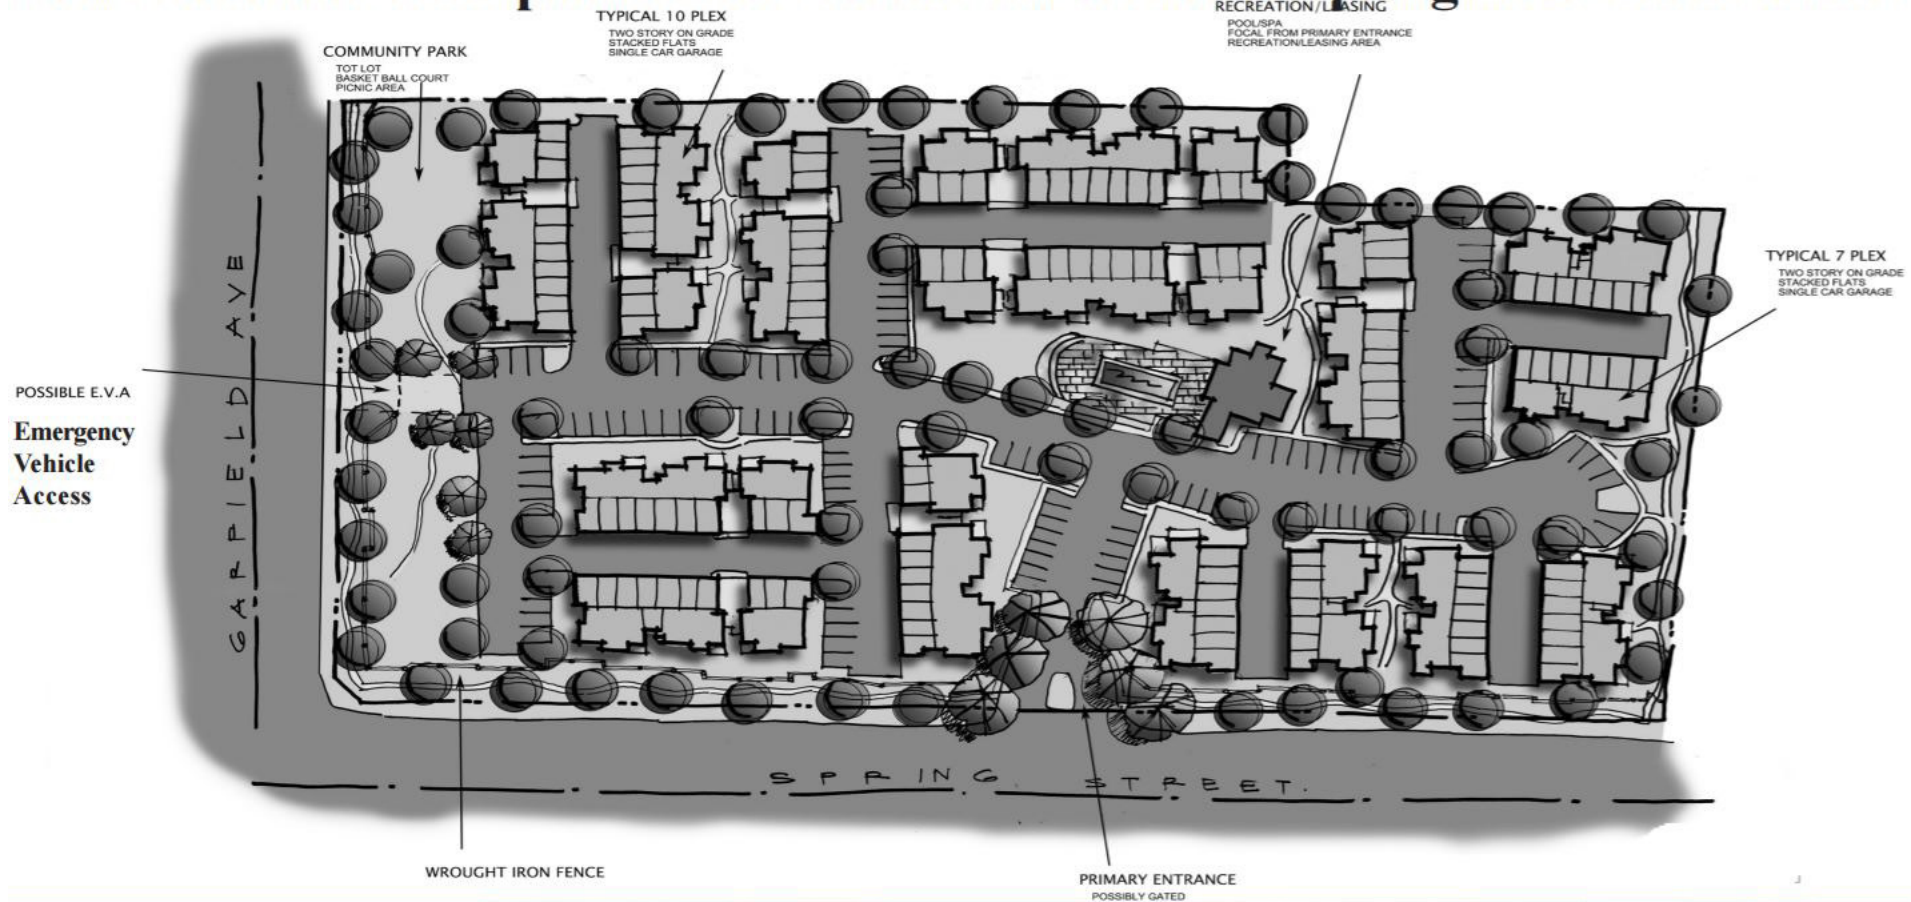 TYPICAL 10 PLEX
TWO STORY ON GRADE
STACKED FLATS
SINGLE CAR GARAGE
RECREATION/LEASING
POOL/SPA
FOCAL FROM PRIMARY ENTRANCE
RECREATION/LEASING AREA
COMMUNITY PARK
TOT LOT
BASKET BALL COURT
PICNIC AREA
TYPICAL 7 PLEX
TWO STORY ON GRADE
STACKED FLATS
SINGLE CAR GARAGE
POSSIBLE E.V.A
Emergency
Vehicle
Access
GARFIELD AVE
SPRING STREET.
WROUGHT IRON FENCE
PRIMARY ENTRANCE
POSSIBLY GATED